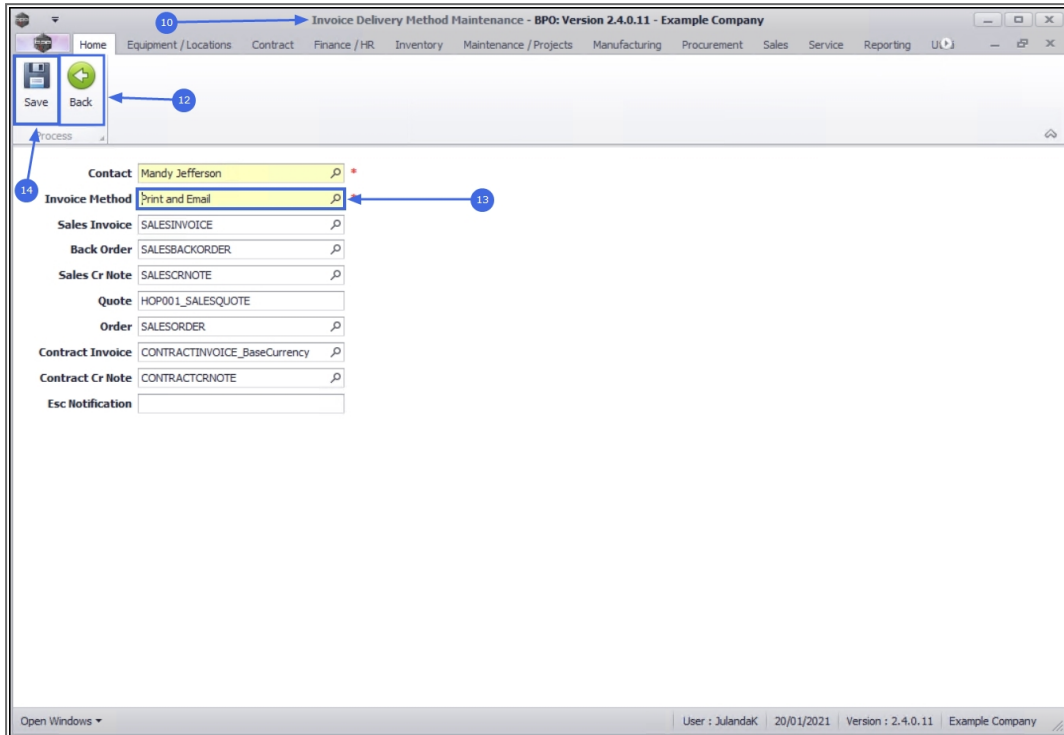 10
Invoice Delivery Method Maintenance - BPO: Version 2.4.0.11 - Example Company
Home Equipment / Locations Contract Finance / HR Inventory Maintenance / Projects Manufacturing Procurement Sales Service Reporting
Save Back
12
Process
14
Contact Mandy Jefferson *
Invoice Method Print and Email *
13
Sales Invoice SALESINVOICE
Back Order SALESBACKORDER
Sales Cr Note SALESCRNOTE
Quote HOP001_SALESQUOTE
Order SALESORDER
Contract Invoice CONTRACTINVOICE_BaseCurrency
Contract Cr Note CONTRACTCRNOTE
Esc Notification
Open Windows User : JulandaK 20/01/2021 Version : 2.4.0.11 Example Company